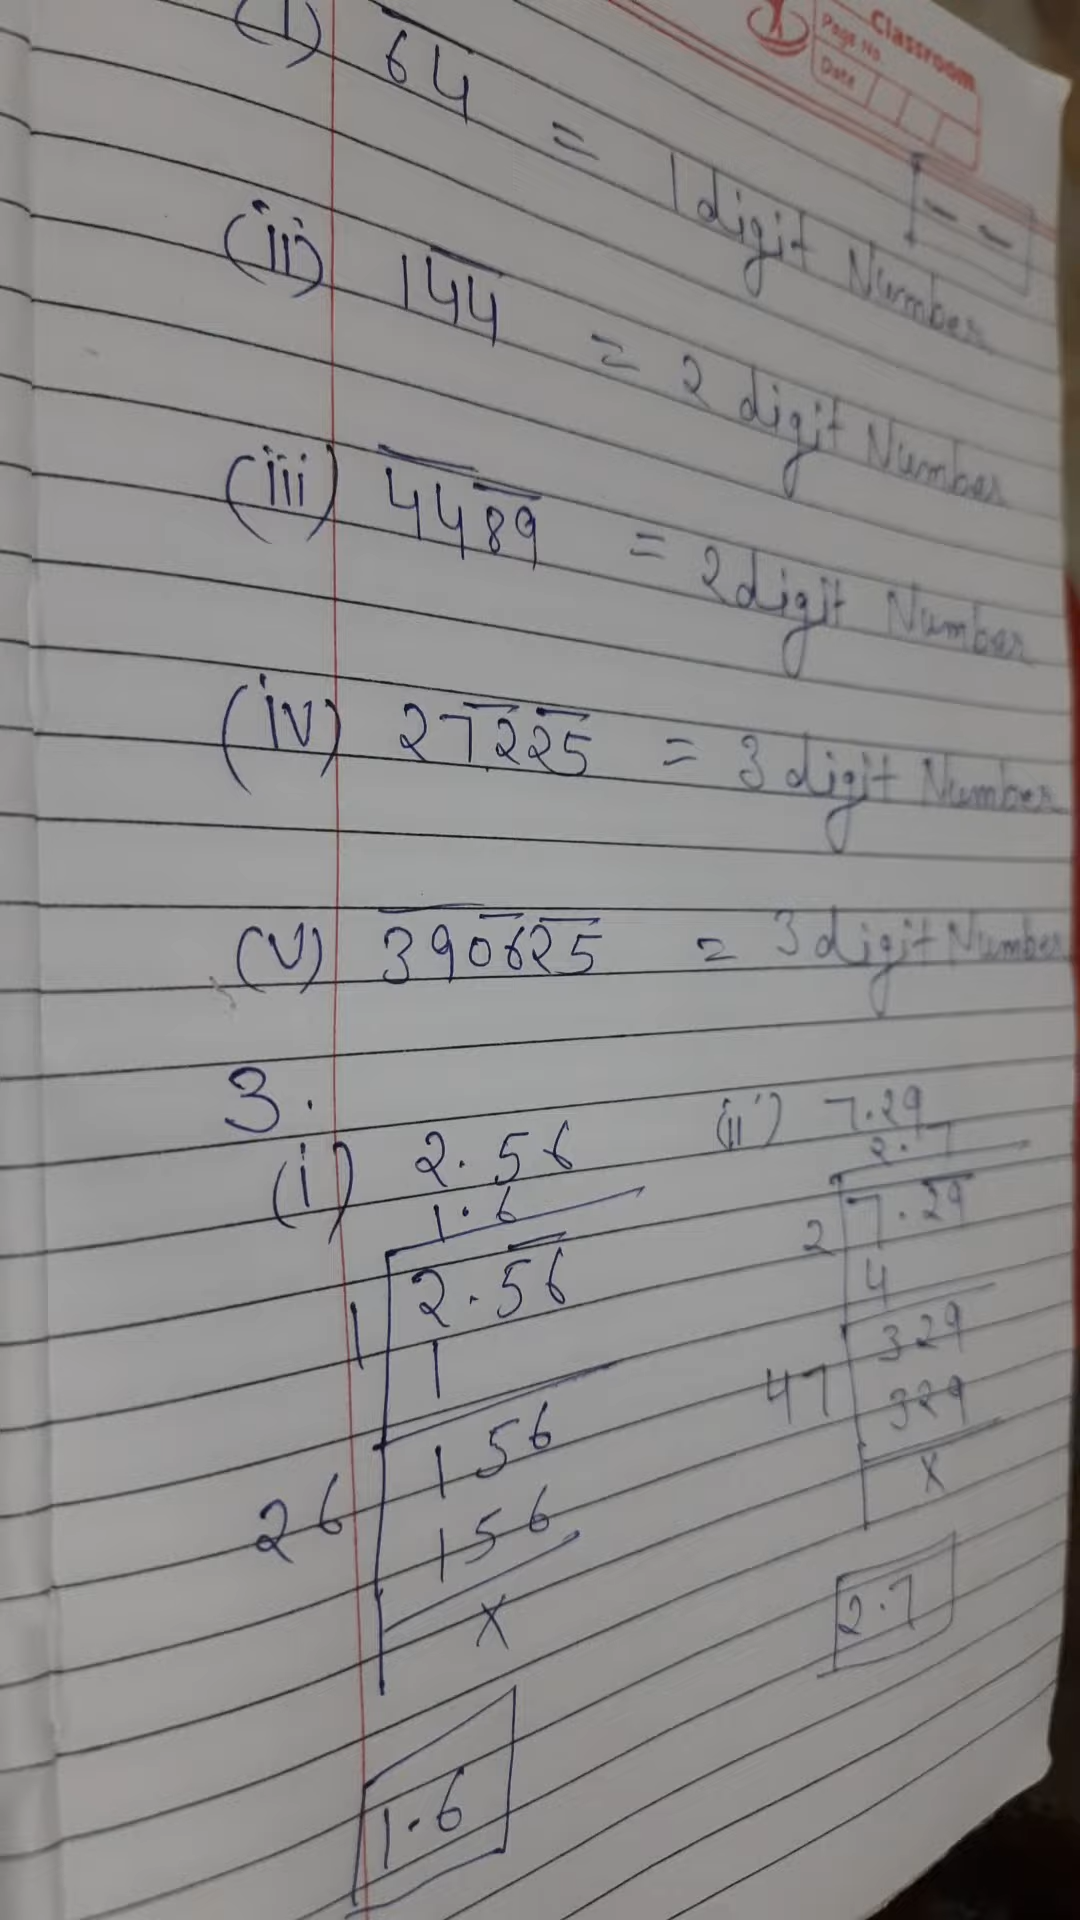 Classroom
Page No
Date
(i) 64 = 1 digit Number
(ii) 144 = 2 digit Number
(iii) 4489 = 2 digit Number
(iv) 27225 = 3 digit Number
(v) 390625 = 3 digit Number
3.
(i) 2.56
1.6
1 2.56
1
26 156
156
x
1.6
(ii) 7.29
2.7
2 7.29
4
47 329
329
x
2.7